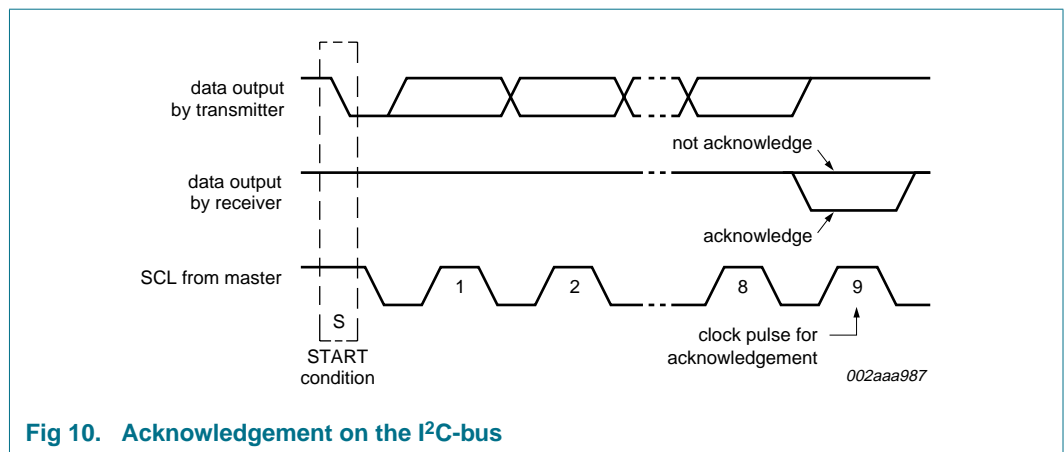 data output
by transmitter
not acknowledge
data output
by receiver
acknowledge
SCL from master
1
2
8
9
S
START
condition
clock pulse for
acknowledgement
002aaa987
Fig 10. Acknowledgement on the I²C-bus